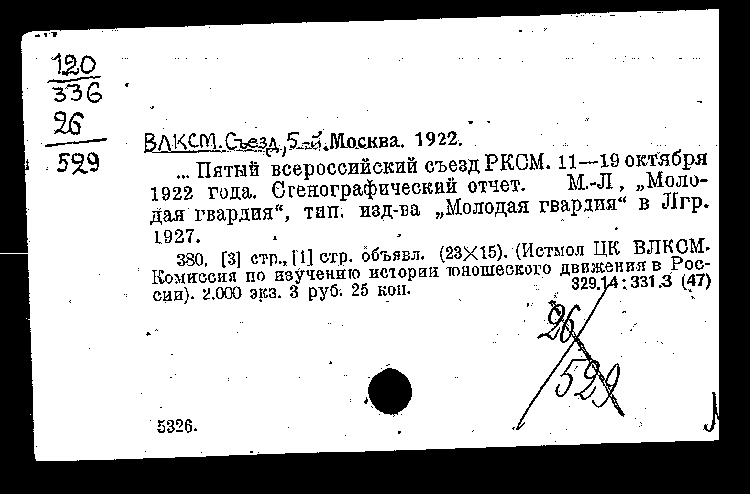 120
336
26
529
ВЛКСМ. Съезд, 5-й. Москва. 1922.
... Пятый всероссийский съезд РКСМ. 11—19 октября
1922 года. Стенографический отчет. М.-Л., „Моло-
дая гвардия“, тип. изд-ва „Молодая гвардия“ в Лгр.
1927.
380, [3] стр., [1] стр. объявл. (23×15). (Истмол ЦК ВЛКСМ.
Комиссия по изучению истории юношеского движения в Рос-
сии). 2.000 экз. 3 руб. 25 коп.
329.14:331.3 (47)
26
529
5326.